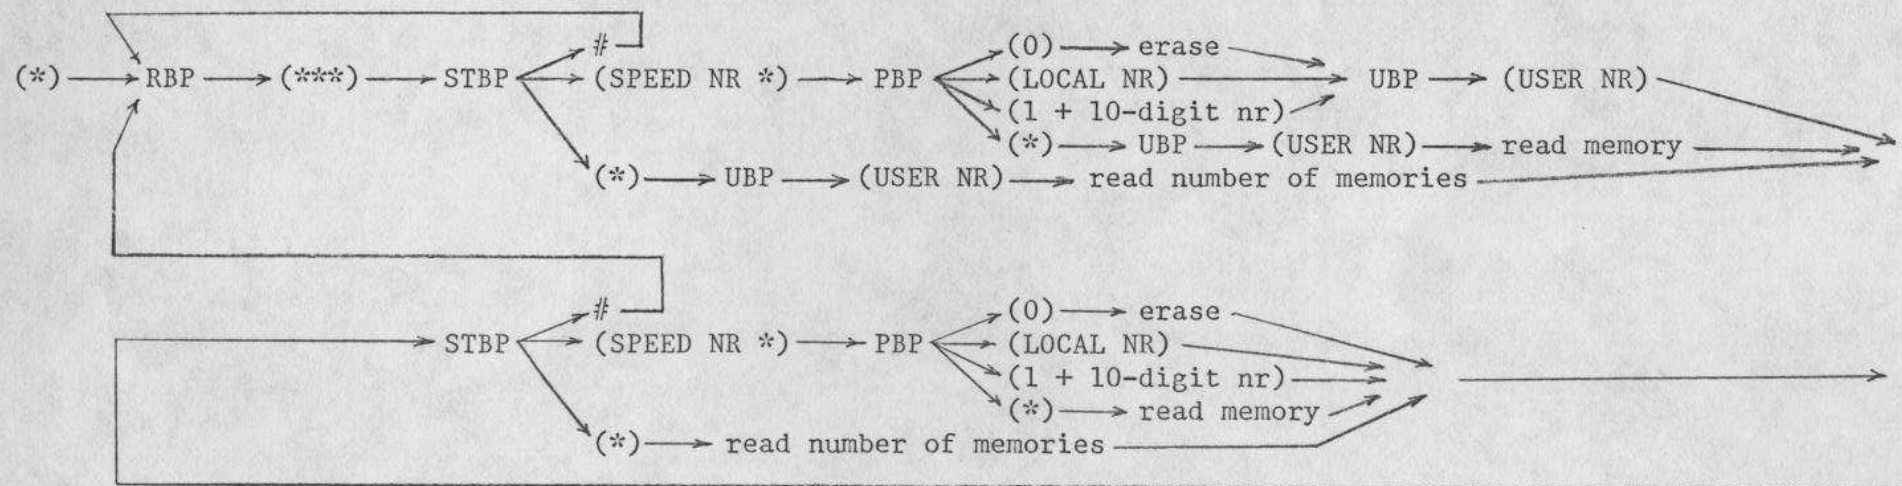 #
(0) erase
(*) RBP (***) STBP (SPEED NR *) PBP (LOCAL NR) UBP (USER NR)
(1 + 10-digit nr)
(*) UBP (USER NR) read memory
(*) UBP (USER NR) read number of memories
#
(0) erase
STBP (SPEED NR *) PBP (LOCAL NR)
(1 + 10-digit nr)
(*) read memory
(*) read number of memories